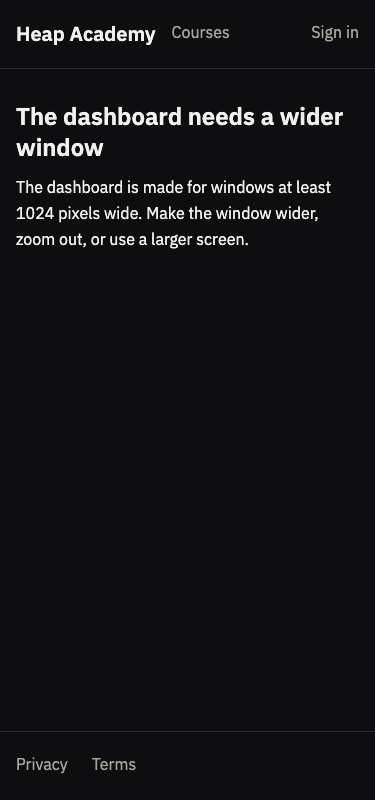 Heap Academy Courses Sign in
The dashboard needs a wider
window
The dashboard is made for windows at least
1024 pixels wide. Make the window wider,
zoom out, or use a larger screen.
Privacy Terms